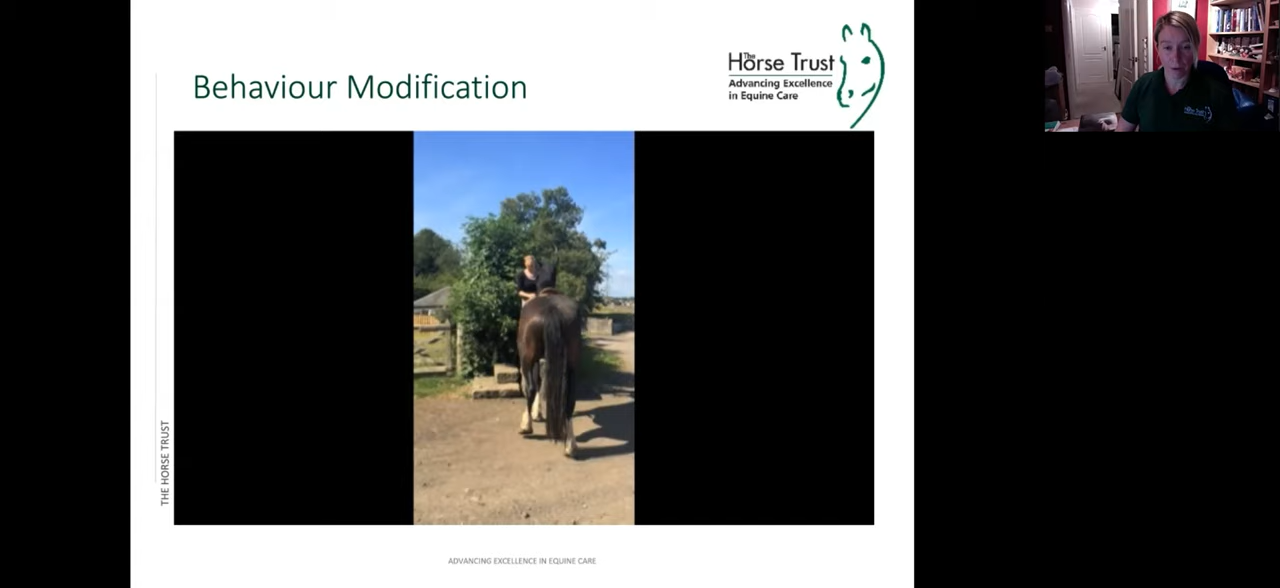 Behaviour Modification
The
Horse Trust
Advancing Excellence
in Equine Care
THE HORSE TRUST
ADVANCING EXCELLENCE IN EQUINE CARE